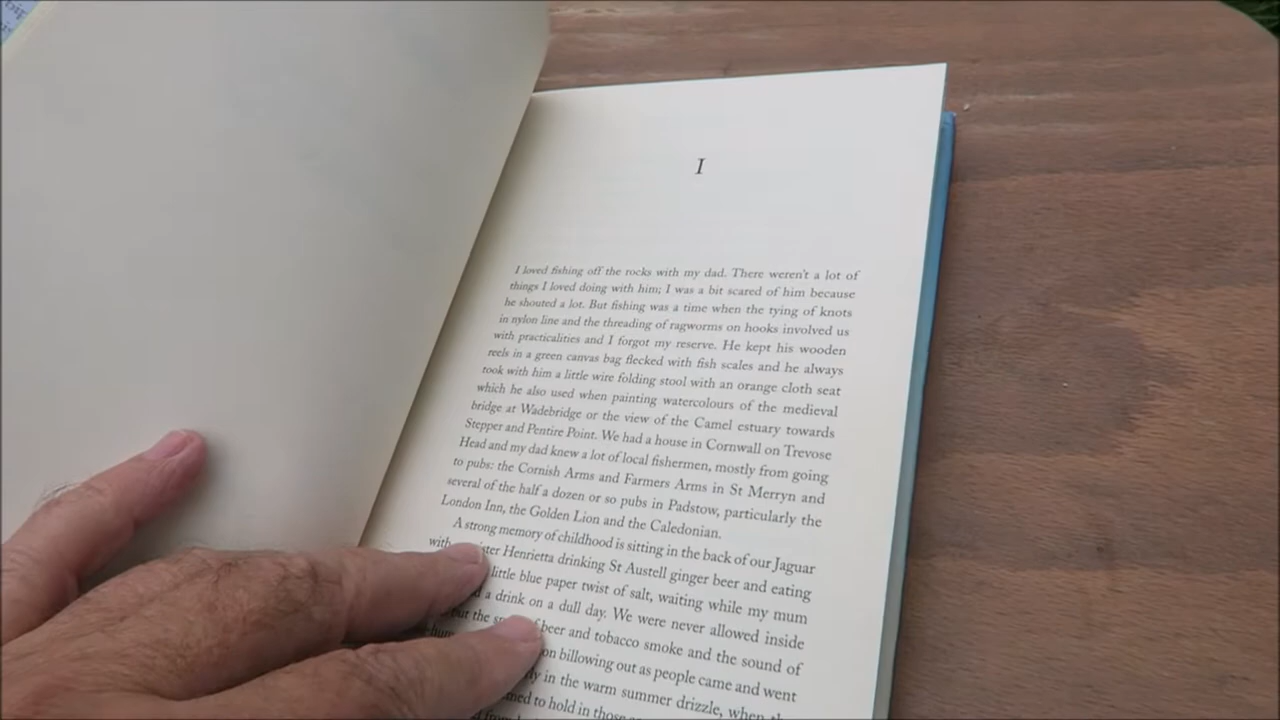 I
I loved fishing off the rocks with my dad. There weren't a lot of
things I loved doing with him; I was a bit scared of him because
he shouted a lot. But fishing was a time when the tying of knots
in nylon line and the threading of ragworms on hooks involved us
with practicalities and I forgot my reserve. He kept his wooden
reels in a green canvas bag flecked with fish scales and he always
took with him a little wire folding stool with an orange cloth seat
which he also used when painting watercolours of the medieval
bridge at Wadebridge or the view of the Camel estuary towards
Stepper and Pentire Point. We had a house in Cornwall on Trevose
Head and my dad knew a lot of local fishermen, mostly from going
to pubs: the Cornish Arms and Farmers Arms in St Merryn and
several of the half a dozen or so pubs in Padstow, particularly the
London Inn, the Golden Lion and the Caledonian.
A strong memory of childhood is sitting in the back of our Jaguar
with Henrietta drinking St Austell ginger beer and eating
little blue paper twist of salt, waiting while my mum
a drink on a dull day. We were never allowed inside
but the beer and tobacco smoke and the sound of
billowing out as people came and went
in the warm summer drizzle, when
to hold in those